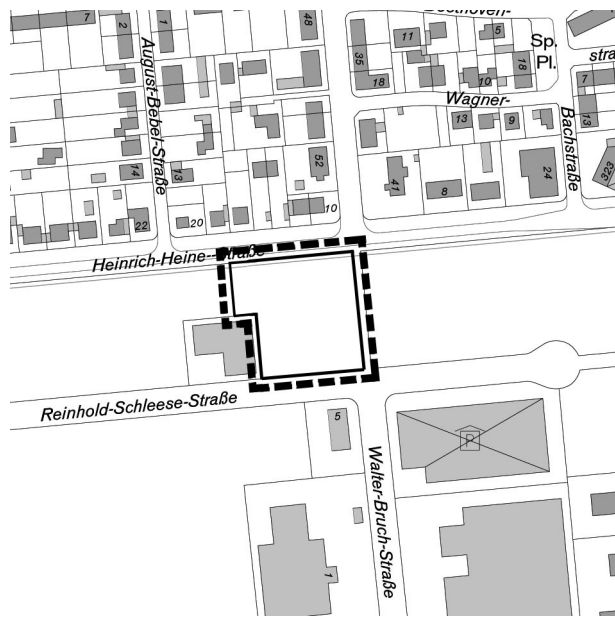 Beethoven-
7
2
1
48
35
11
5
Sp.
Pl.
18
18
10
stra
7
Wagner-
13
9
13
August-Bebel-Straße
Bachstraße
52
14
13
41
8
24
323
22
20
10
Heinrich-Heine--Straße
Reinhold-Schleese-Straße
5
P
Walter-Bruch-Straße
1